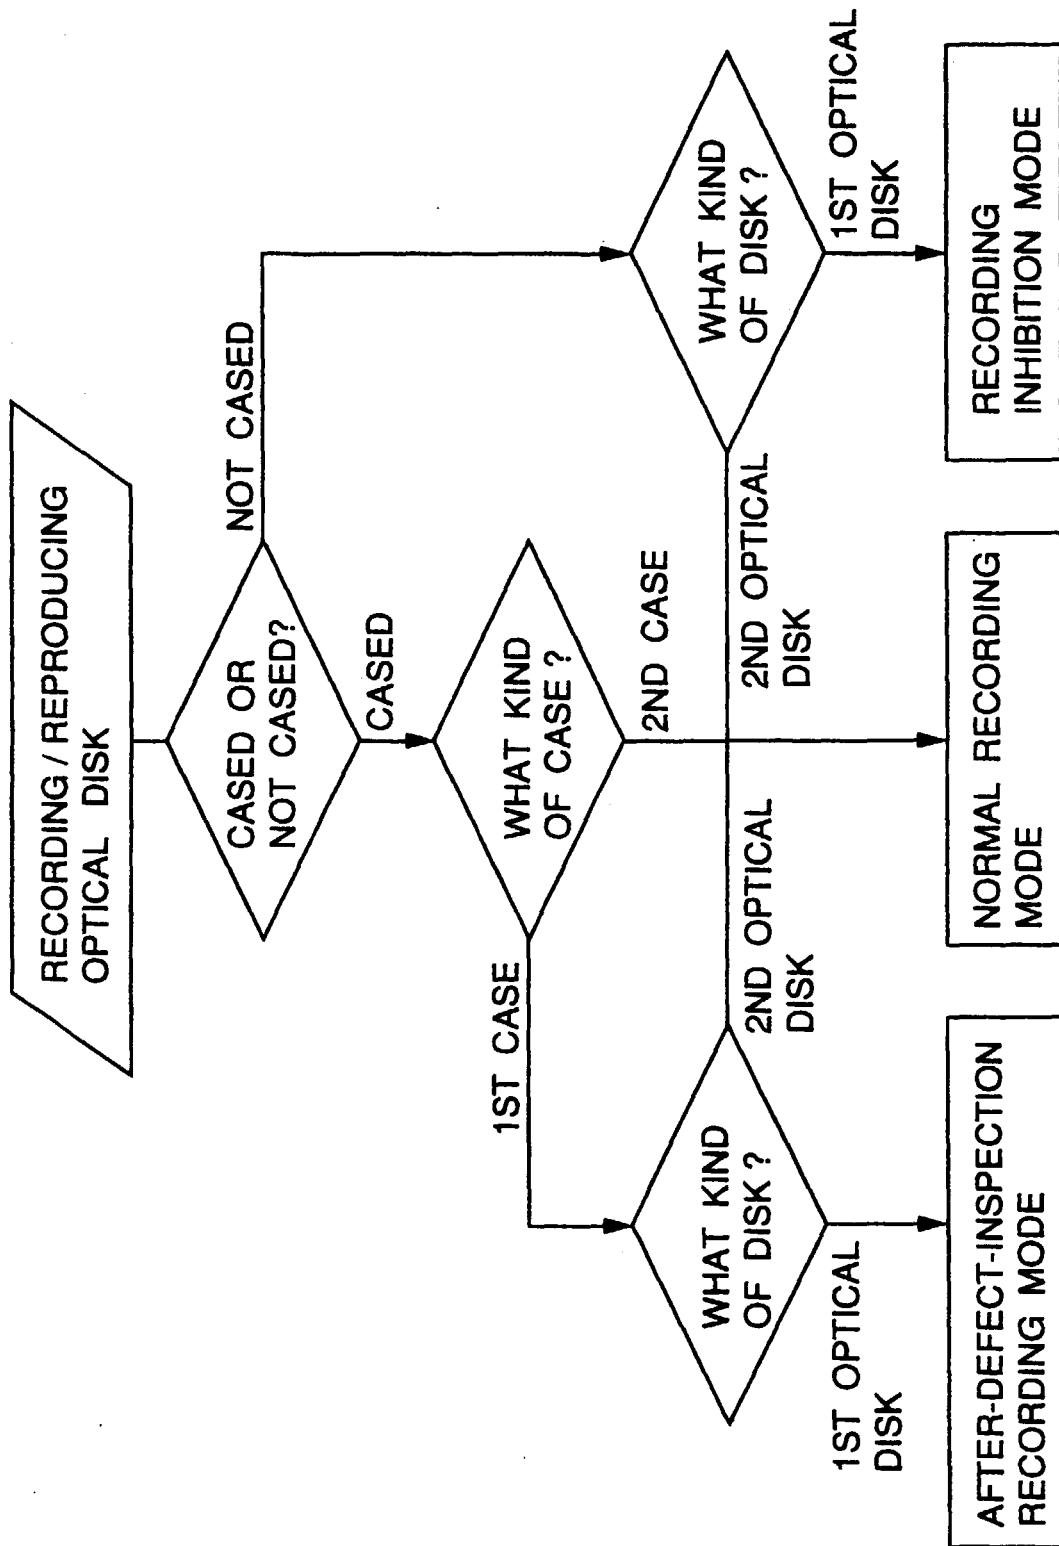 RECORDING / REPRODUCING
OPTICAL DISK
CASED OR
NOT CASED?
NOT CASED
CASED
WHAT KIND
OF CASE ?
1ST CASE
2ND CASE
WHAT KIND
OF DISK ?
2ND OPTICAL
DISK
2ND OPTICAL
DISK
WHAT KIND
OF DISK ?
1ST OPTICAL
DISK
1ST OPTICAL
DISK
AFTER-DEFECT-INSPECTION
RECORDING MODE
NORMAL RECORDING
MODE
RECORDING
INHIBITION MODE